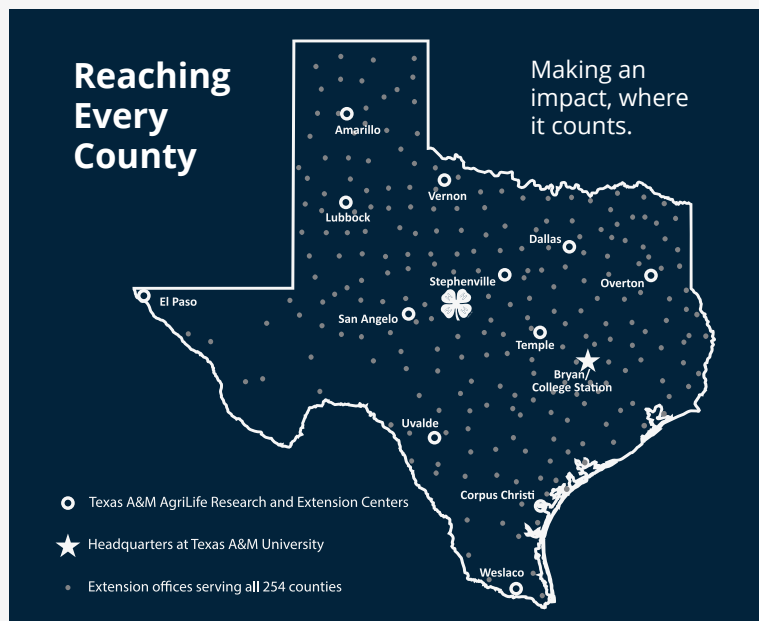 Reaching
Every
County
Making an
impact, where
it counts.
Amarillo
Vernon
Lubbock
Dallas
Stephenville
Overton
El Paso
San Angelo
Temple
Bryan/
College Station
Uvalde
Corpus Christi
Weslaco
Texas A&M AgriLife Research and Extension Centers
Headquarters at Texas A&M University
Extension offices serving all 254 counties